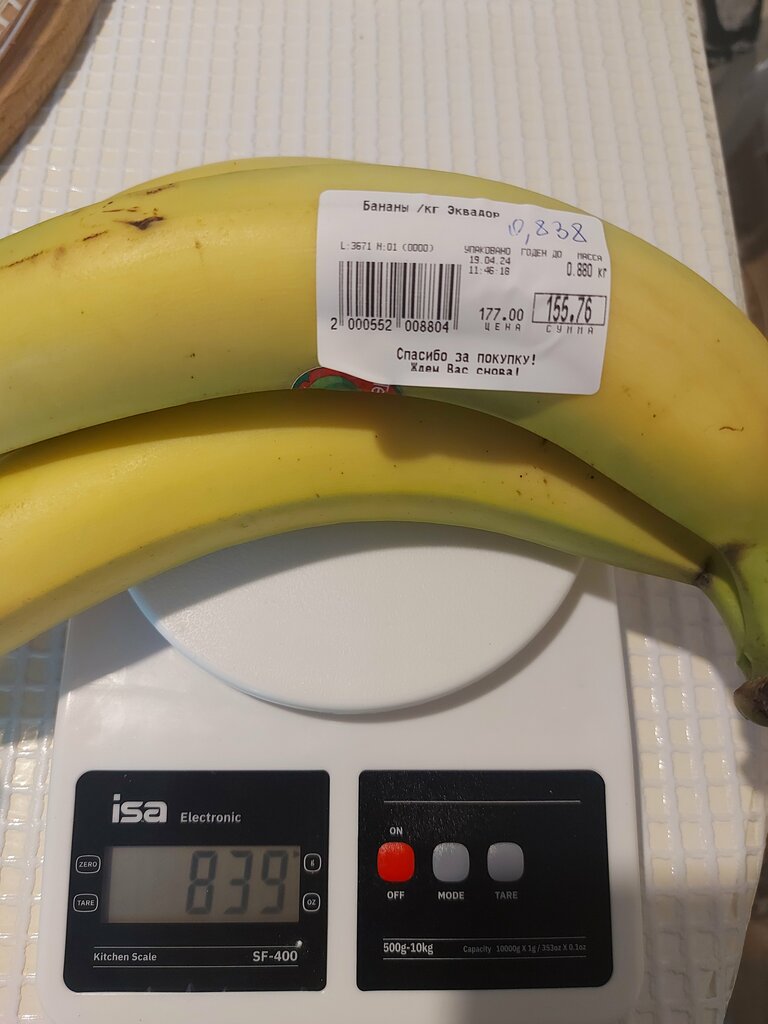 Бананы /кг Эквадор
0,838
L:3671 N:01 (0000)
УПАКОВАНО ГОДЕН ДО МАССА
19.04.24
11:46:18
0.880 кг
2 000552 008804
177.00
ЦЕНА
155.76
СУММА
Спасибо за покупку!
Ждем Вас снова!
isa Electronic
ZERO
TARE
839
g
OZ
Kitchen Scale SF-400
ON
OFF MODE TARE
500g-10kg Capacity 10000g X 1g / 353oz X 0.1oz